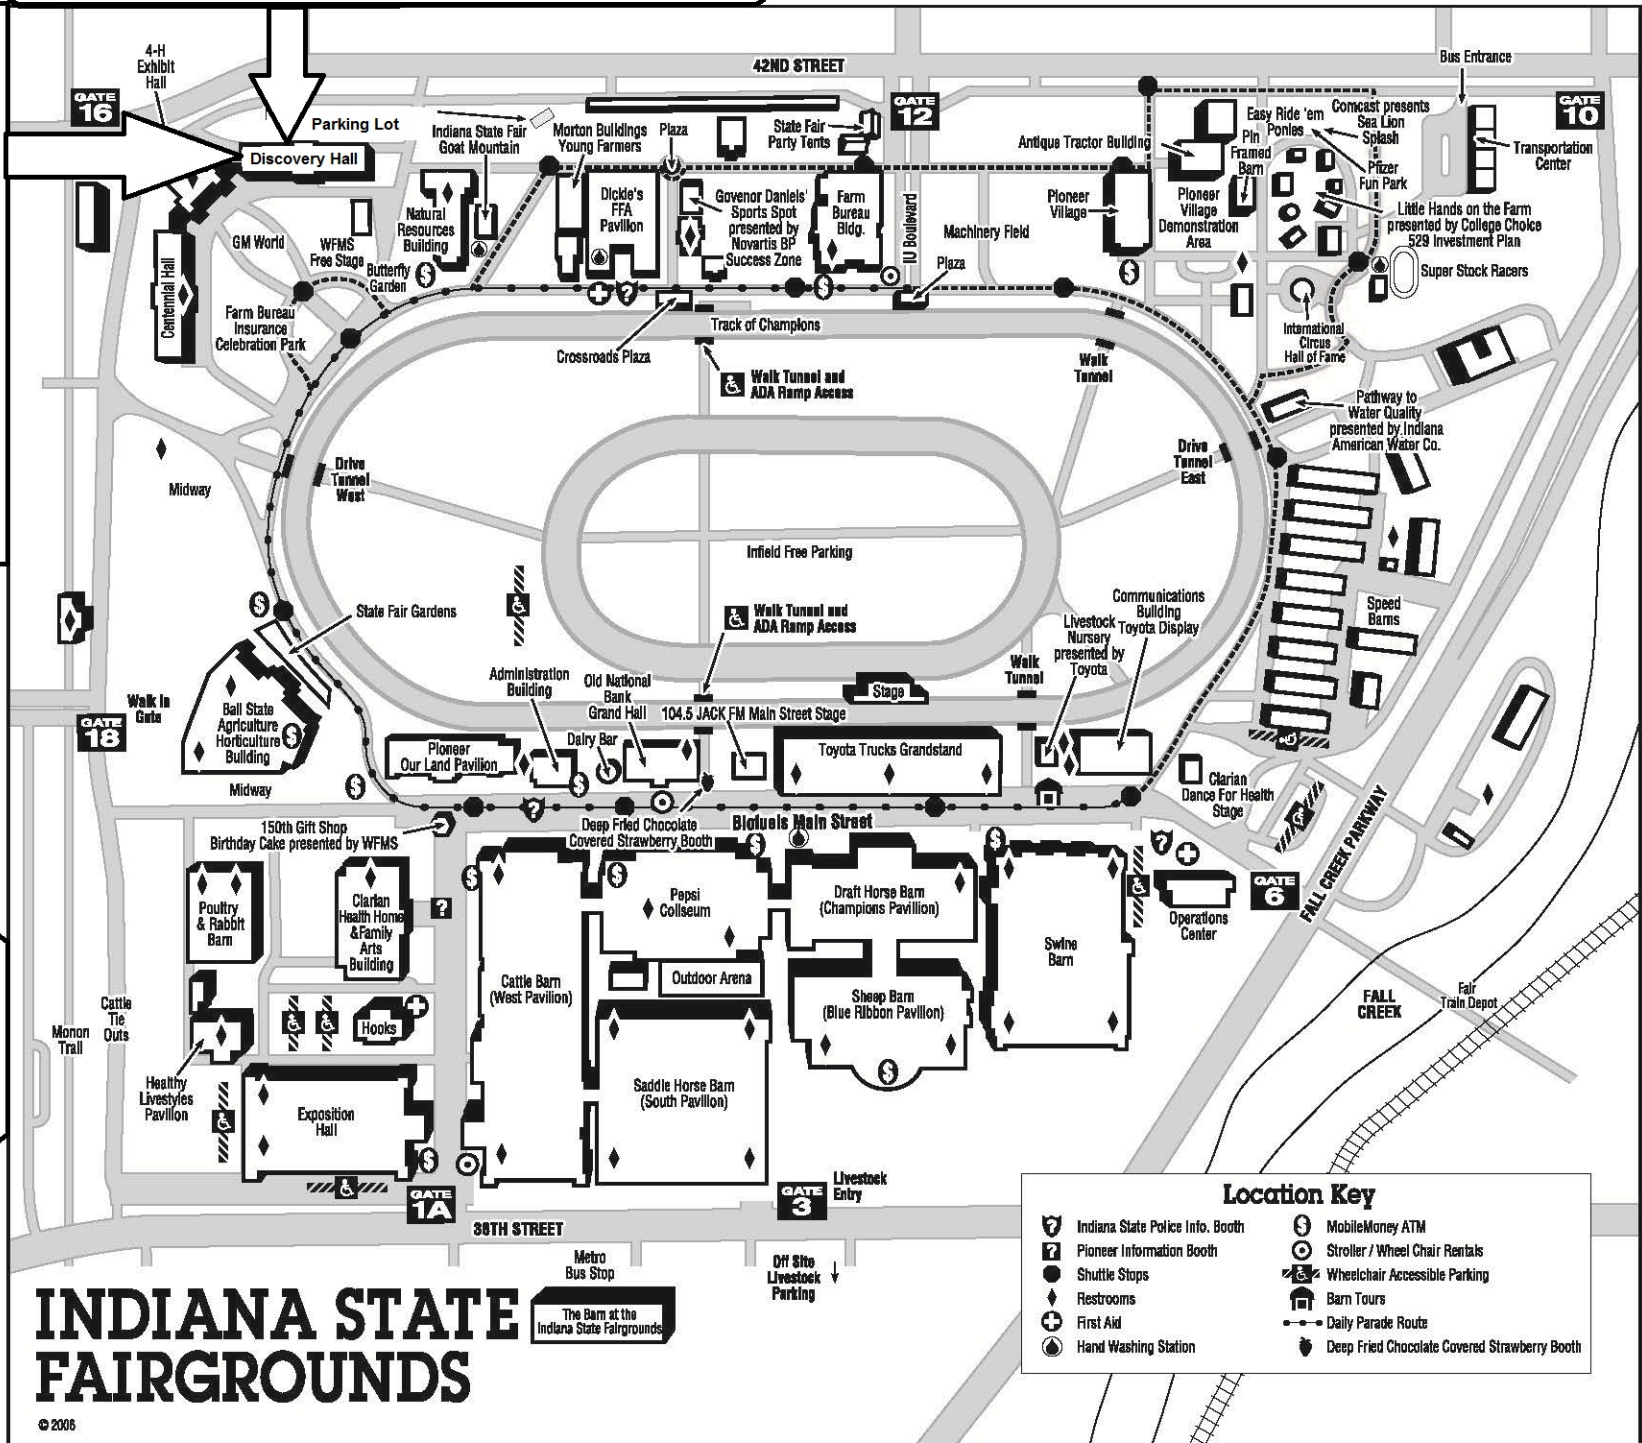 42ND STREET
Bus Entrance
4-H
Exhibit
Hall
GATE
16
GATE
12
GATE
10
Parking Lot
Discovery Hall
Indiana State Fair
Goat Mountain
Morton Buildings
Young Farmers
Plaza
State Fair
Party Tents
Antique Tractor Building
Easy Ride 'em
Ponies
Pin
Framed
Barn
Comcast presents
Sea Lion
Splash
Pfizer
Fun Park
Transportation
Center
Natural
Resources
Building
Dickie's
FFA
Pavilion
Govenor Daniels'
Sports Spot
presented by
Novartis BP
Success Zone
Farm
Bureau
Bldg.
IU Boulevard
Machinery Field
Pioneer
Village
Pioneer
Village
Demonstration
Area
Little Hands on the Farm
presented by College Choice
529 Investment Plan
Super Stock Racers
GM World
WFMS
Free Stage
Butterfly
Garden
Centennial Hall
Plaza
Farm Bureau
Insurance
Celebration Park
Crossroads Plaza
Track of Champions
International
Circus
Hall of Fame
Walk Tunnel and
ADA Ramp Access
Walk
Tunnel
Pathway to
Water Quality
presented by Indiana
American Water Co.
Midway
Drive
Tunnel
West
Drive
Tunnel
East
Infield Free Parking
State Fair Gardens
Walk Tunnel and
ADA Ramp Access
Communications
Building
Toyota Display
Livestock
Nursery
presented by
Toyota
Speed
Barns
Walk
Tunnel
Administration
Building
Old National
Bank
Grand Hall
Stage
104.5 JACK FM Main Street Stage
Walk In
Gate
GATE
18
Ball State
Agriculture
Horticulture
Building
Pioneer
Our Land Pavilion
Dairy Bar
Toyota Trucks Grandstand
Midway
Clarian
Dance For Health
Stage
150th Gift Shop
Birthday Cake presented by WFMS
Deep Fried Chocolate
Covered Strawberry Booth
Biofuels Main Street
FALL CREEK PARKWAY
Poultry
& Rabbit
Barn
Clarian
Health Home
&Family
Arts
Building
Pepsi
Coliseum
Draft Horse Barn
(Champions Pavilion)
GATE
6
Operations
Center
Swine
Barn
Cattle Barn
(West Pavilion)
Outdoor Arena
Sheep Barn
(Blue Ribbon Pavilion)
Cattle
Tie
Outs
Monon
Trail
Hooks
FALL
CREEK
Fair
Train Depot
Healthy
Livestyles
Pavilion
Exposition
Hall
Saddle Horse Barn
(South Pavilion)
GATE
1A
GATE
3
Livestock
Entry
38TH STREET
Metro
Bus Stop
Off Site
Livestock
Parking
The Barn at the
Indiana State Fairgrounds
Location Key
Indiana State Police Info. Booth
Pioneer Information Booth
Shuttle Stops
Restrooms
First Aid
Hand Washing Station
MobileMoney ATM
Stroller / Wheel Chair Rentals
Wheelchair Accessible Parking
Barn Tours
Daily Parade Route
Deep Fried Chocolate Covered Strawberry Booth
INDIANA STATE
FAIRGROUNDS
© 2006